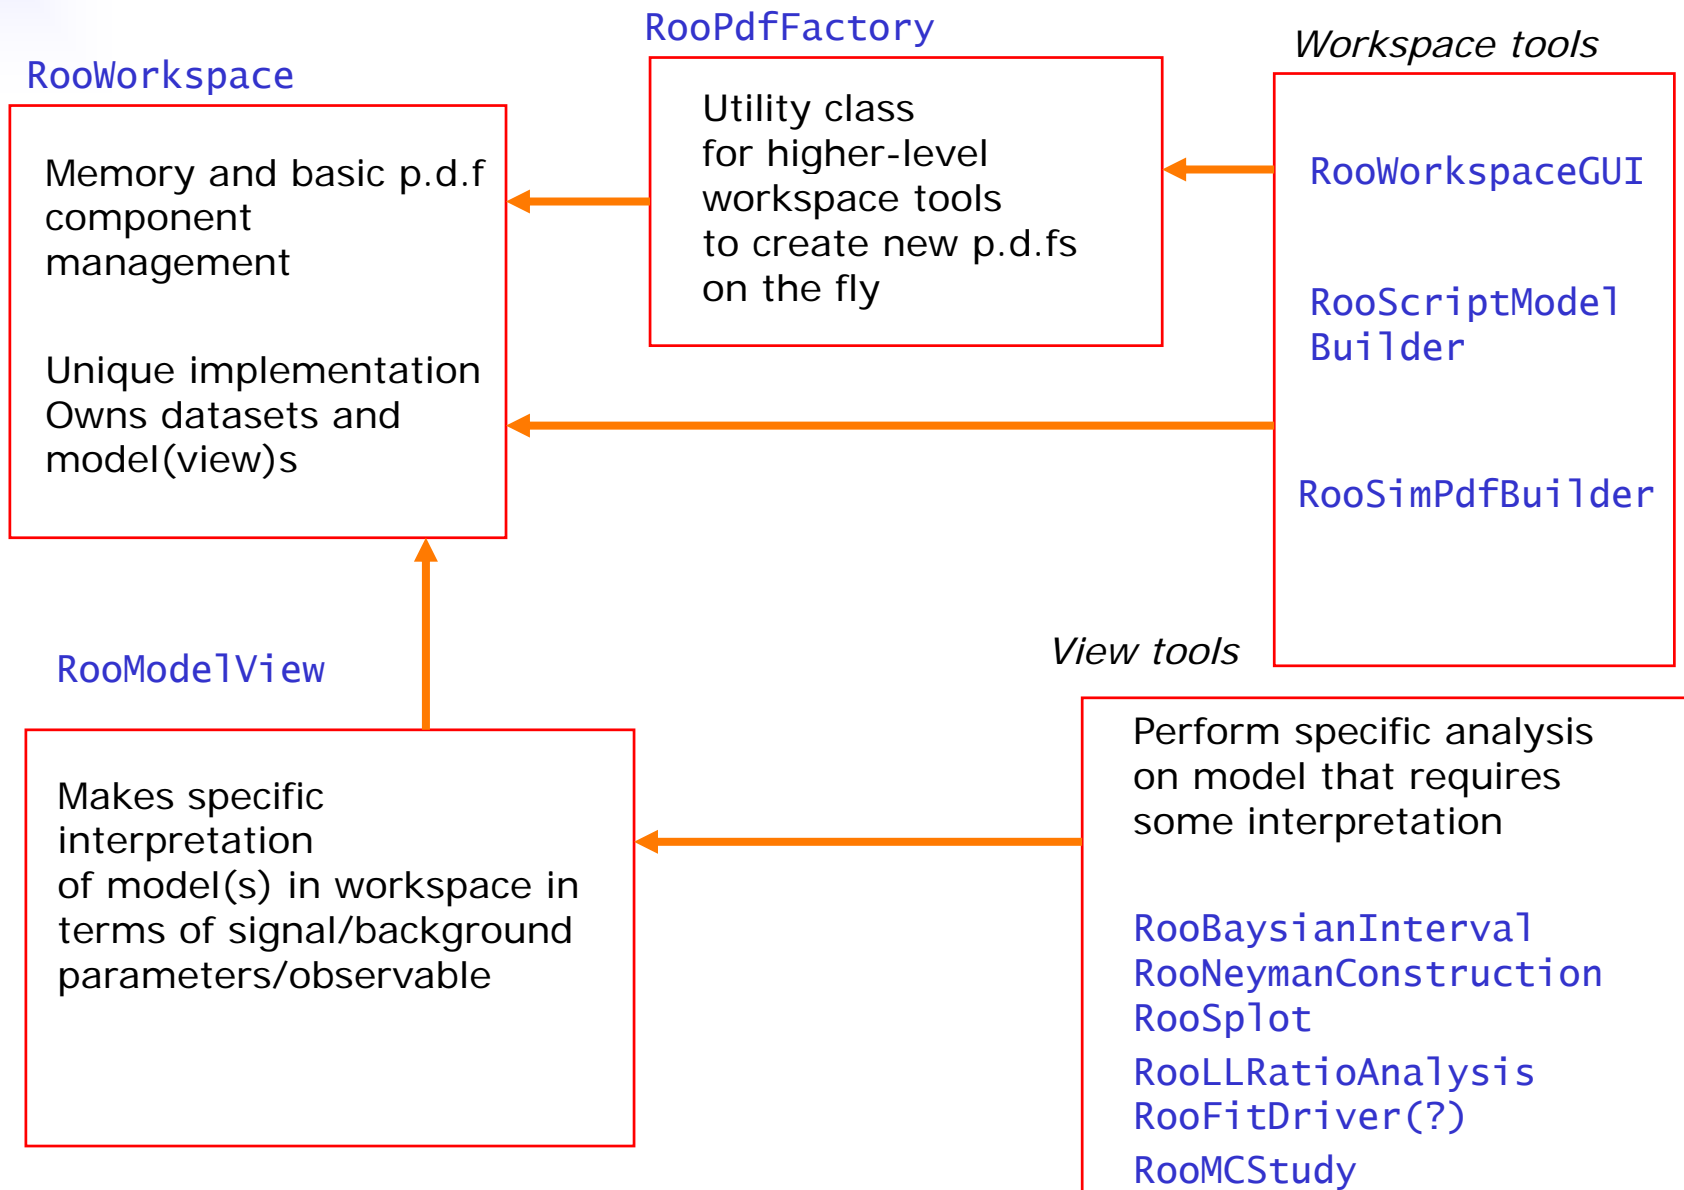 RooWorkspace
Memory and basic p.d.f
component
management
Unique implementation
Owns datasets and
model(view)s
RooPdfFactory
Utility class
for higher-level
workspace tools
to create new p.d.fs
on the fly
Workspace tools
RooWorkspaceGUI
RooScriptModel
Builder
RooSimPdfBuilder
RooModelView
Makes specific
interpretation
of model(s) in workspace in
terms of signal/background
parameters/observable
View tools
Perform specific analysis
on model that requires
some interpretation
RooBaysianInterval
RooNeymanConstruction
RooSplot
RooLLRatioAnalysis
RooFitDriver(?)
RooMCStudy